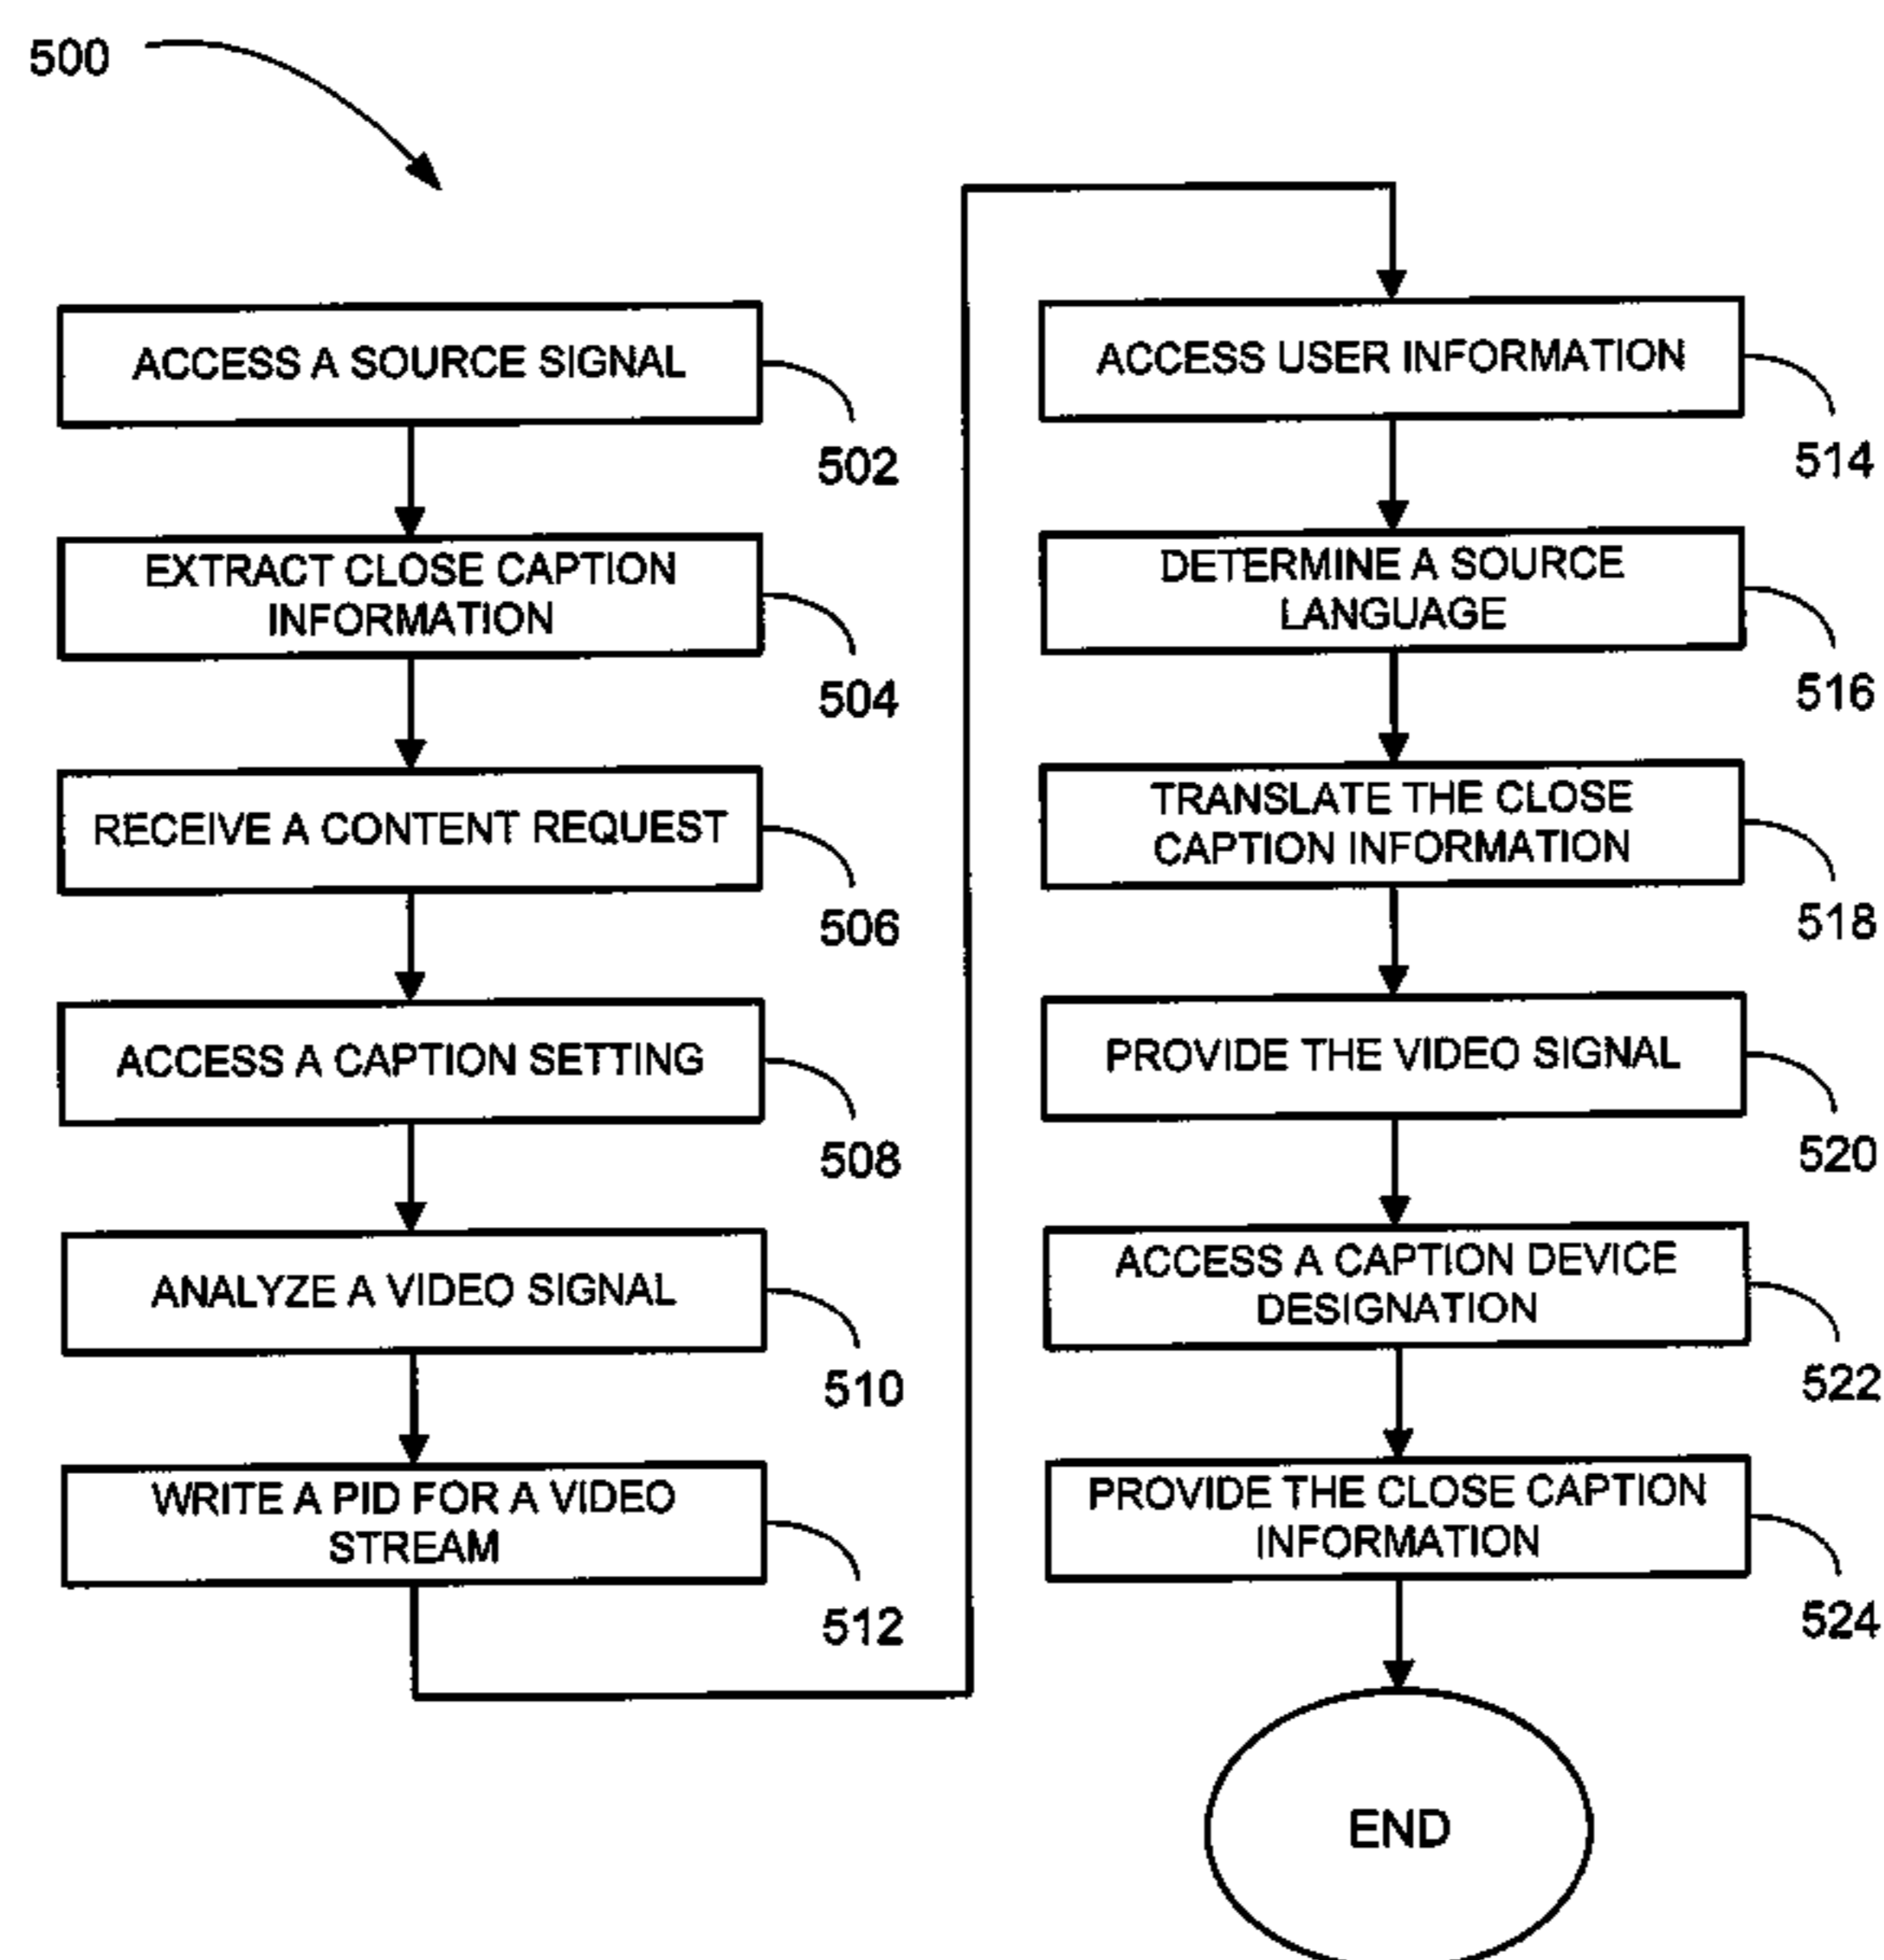 500
ACCESS A SOURCE SIGNAL
502
EXTRACT CLOSE CAPTION
INFORMATION
504
RECEIVE A CONTENT REQUEST
506
ACCESS A CAPTION SETTING
508
ANALYZE A VIDEO SIGNAL
510
WRITE A PID FOR A VIDEO
STREAM
512
ACCESS USER INFORMATION
514
DETERMINE A SOURCE
LANGUAGE
516
TRANSLATE THE CLOSE
CAPTION INFORMATION
518
PROVIDE THE VIDEO SIGNAL
520
ACCESS A CAPTION DEVICE
DESIGNATION
522
PROVIDE THE CLOSE CAPTION
INFORMATION
524
END